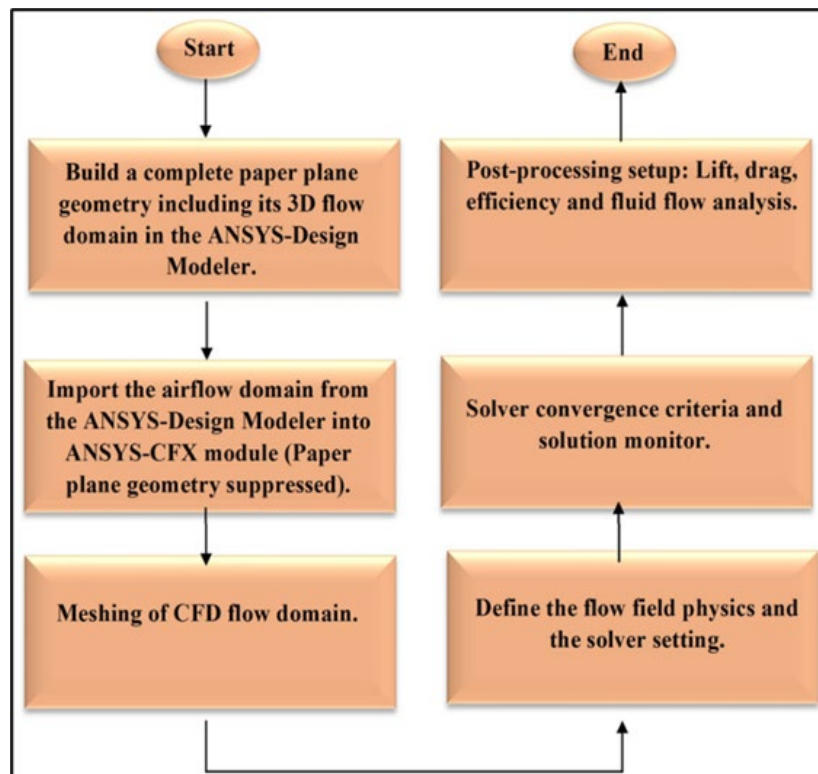 Start
Build a complete paper plane
geometry including its 3D flow
domain in the ANSYS-Design
Modeler.
Import the airflow domain from
the ANSYS-Design Modeler into
ANSYS-CFX module (Paper
plane geometry suppressed).
Meshing of CFD flow domain.
Define the flow field physics and
the solver setting.
Solver convergence criteria and
solution monitor.
Post-processing setup: Lift, drag,
efficiency and fluid flow analysis.
End